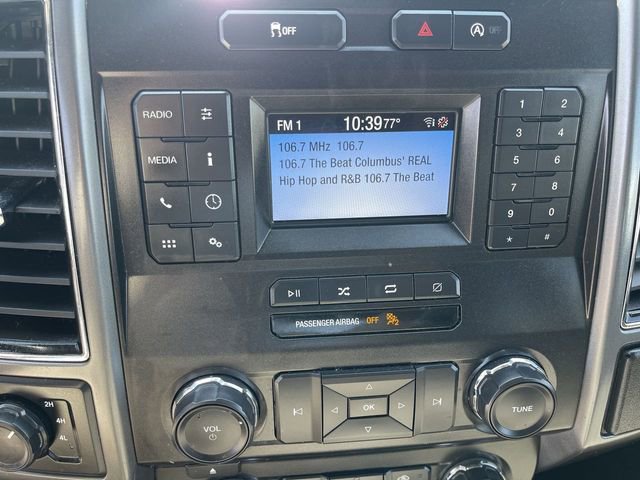 OFF
A OFF
RADIO
MEDIA
i
FM 1 10:39 77°
106.7 MHz 106.7
106.7 The Beat Columbus' REAL
Hip Hop and R&B 106.7 The Beat
1 2
3 4
5 6
7 8
9 0
* #
PASSENGER AIRBAG OFF 2
2H
4H
4L
VOL
OK
TUNE